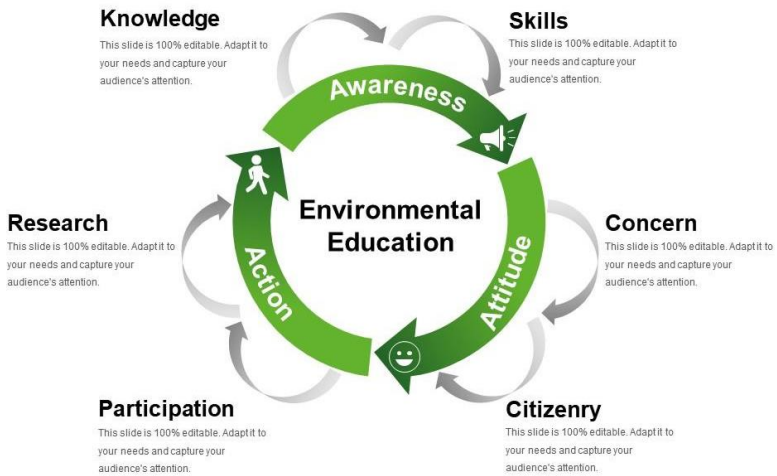 Knowledge
This slide is 100% editable. Adapt it to
your needs and capture your
audience's attention.
Skills
This slide is 100% editable. Adapt it to
your needs and capture your
audience's attention.
Awareness
Environmental
Education
Research
This slide is 100% editable. Adapt it to
your needs and capture your
audience's attention.
Concern
This slide is 100% editable. Adapt it to
your needs and capture your
audience's attention.
Action
Attitude
Participation
This slide is 100% editable. Adapt it to
your needs and capture your
audience's attention.
Citizenry
This slide is 100% editable. Adapt it to
your needs and capture your
audience's attention.